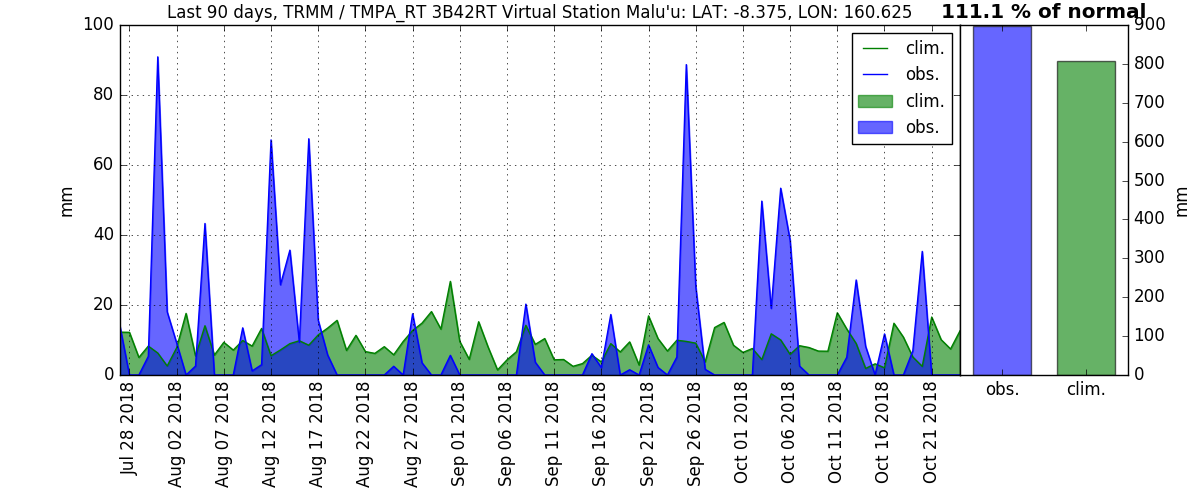 Last 90 days, TRMM / TMPA_RT 3B42RT Virtual Station Malu'u: LAT: -8.375, LON: 160.625
111.1 % of normal
100
80
60
40
20
0
mm
clim.
obs.
clim.
obs.
900
800
700
600
500
400
300
200
100
0
mm
Jul 28 2018
Aug 02 2018
Aug 07 2018
Aug 12 2018
Aug 17 2018
Aug 22 2018
Aug 27 2018
Sep 01 2018
Sep 06 2018
Sep 11 2018
Sep 16 2018
Sep 21 2018
Sep 26 2018
Oct 01 2018
Oct 06 2018
Oct 11 2018
Oct 16 2018
Oct 21 2018
obs.
clim.